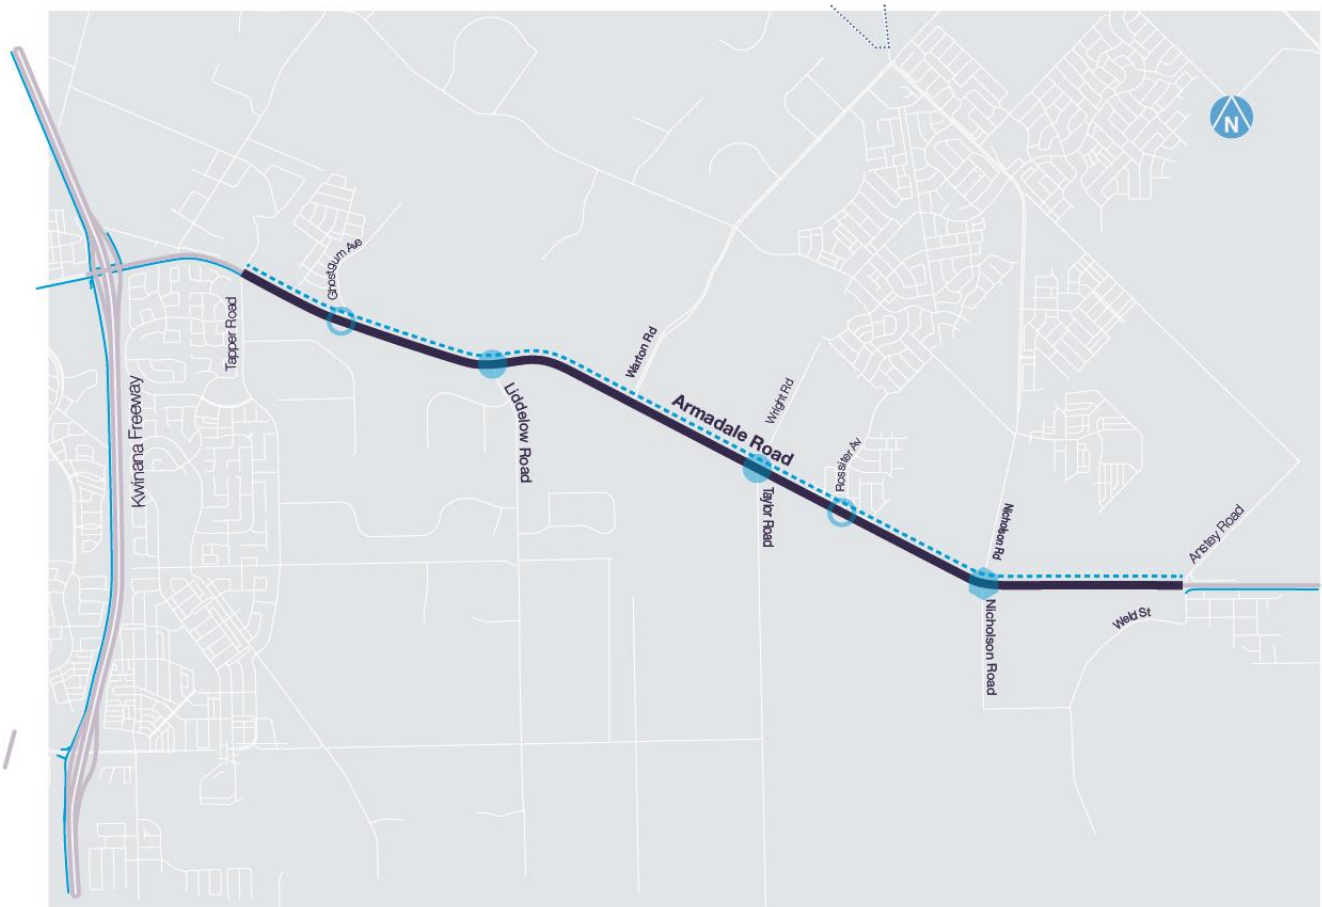 N
Ghostgum Ave
Tapper Road
Kwinana Freeway
Liddelow Road
Warton Rd
Armadale Road
Wright Rd
Rossiter Av
Taylor Road
Nicholson Rd
Anstey Road
Weld St
Nicholson Road